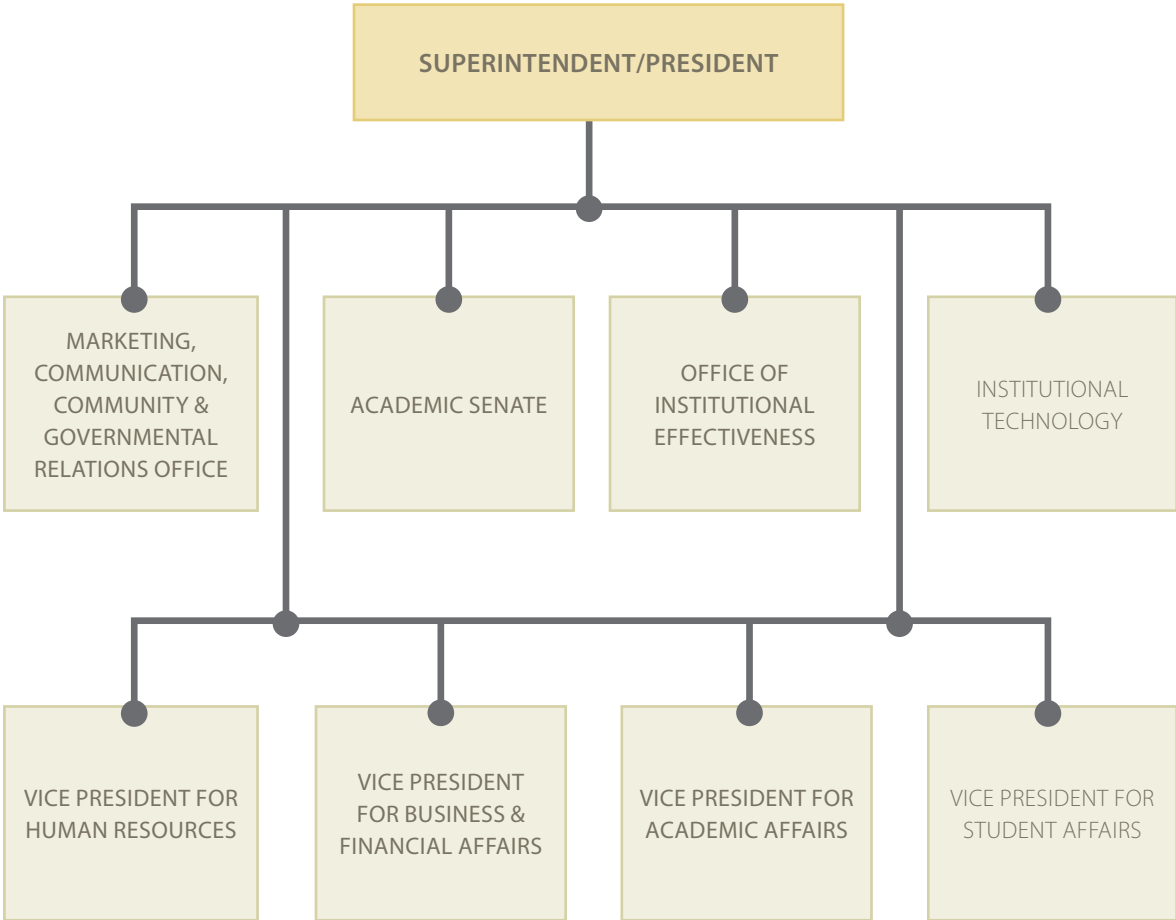 SUPERINTENDENT/PRESIDENT
MARKETING,
COMMUNICATION,
COMMUNITY &
GOVERNMENTAL
RELATIONS OFFICE
ACADEMIC SENATE
OFFICE OF
INSTITUTIONAL
EFFECTIVENESS
INSTITUTIONAL
TECHNOLOGY
VICE PRESIDENT FOR
HUMAN RESOURCES
VICE PRESIDENT
FOR BUSINESS &
FINANCIAL AFFAIRS
VICE PRESIDENT FOR
ACADEMIC AFFAIRS
VICE PRESIDENT FOR
STUDENT AFFAIRS